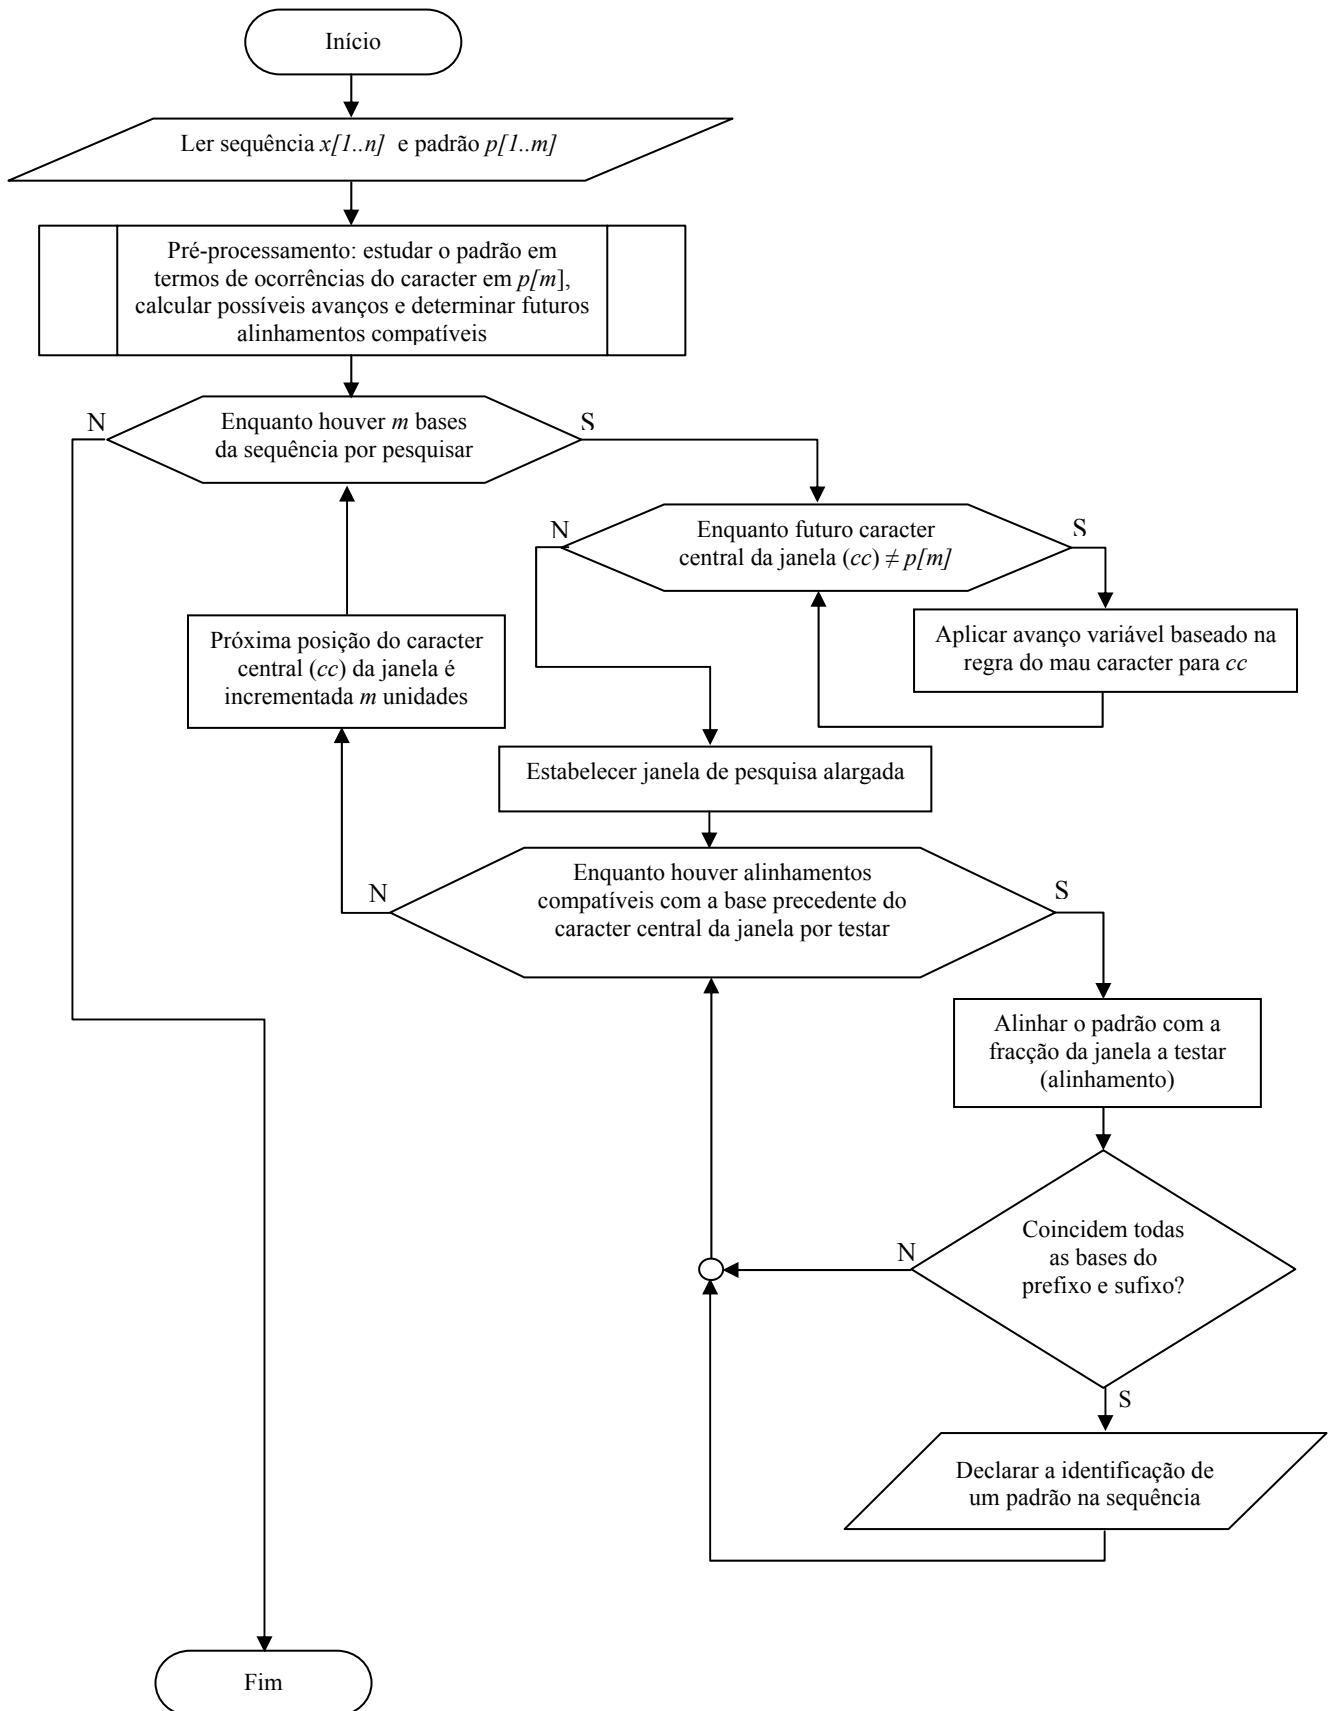 Início
Ler sequência x[1..n] e padrão p[1..m]
Pré-processamento: estudar o padrão em
termos de ocorrências do caracter em p[m],
calcular possíveis avanços e determinar futuros
alinhamentos compatíveis
N
Enquanto houver m bases
da sequência por pesquisar
S
N
Enquanto futuro caracter
central da janela (cc) ≠ p[m]
S
Aplicar avanço variável baseado na
regra do mau caracter para cc
Próxima posição do caracter
central (cc) da janela é
incrementada m unidades
Estabelecer janela de pesquisa alargada
N
Enquanto houver alinhamentos
compatíveis com a base precedente do
caracter central da janela por testar
S
Alinhar o padrão com a
fracção da janela a testar
(alinhamento)
N
Coincidem todas
as bases do
prefixo e sufixo?
S
Declarar a identificação de
um padrão na sequência
Fim